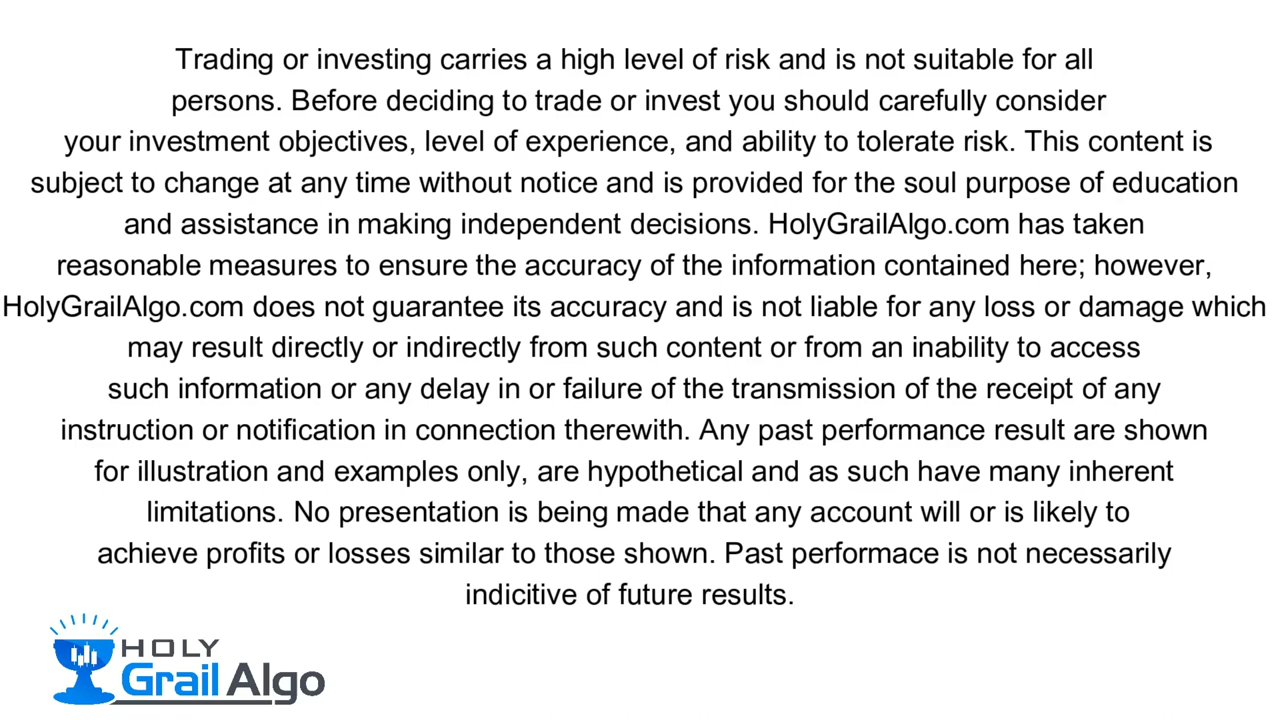 Trading or investing carries a high level of risk and is not suitable for all
persons. Before deciding to trade or invest you should carefully consider
your investment objectives, level of experience, and ability to tolerate risk. This content is
subject to change at any time without notice and is provided for the soul purpose of education
and assistance in making independent decisions. HolyGrailAlgo.com has taken
reasonable measures to ensure the accuracy of the information contained here; however,
HolyGrailAlgo.com does not guarantee its accuracy and is not liable for any loss or damage which
may result directly or indirectly from such content or from an inability to access
such information or any delay in or failure of the transmission of the receipt of any
instruction or notification in connection therewith. Any past performance result are shown
for illustration and examples only, are hypothetical and as such have many inherent
limitations. No presentation is being made that any account will or is likely to
achieve profits or losses similar to those shown. Past performace is not necessarily
indicitive of future results.
HOLY
Grail Algo